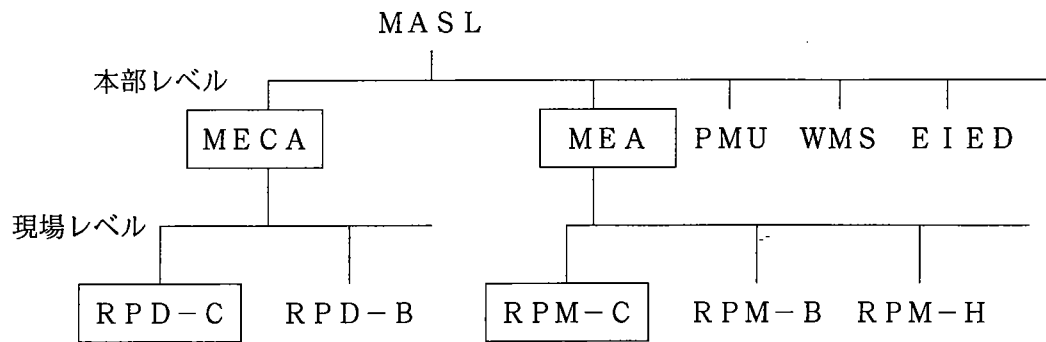 ＭＡＳＬ
本部レベル
ＭＥＣＡ ＭＥＡ ＰＭＵ ＷＭＳ ＥＩＥＤ
現場レベル
ＲＰＤ－Ｃ ＲＰＤ－Ｂ ＲＰＭ－Ｃ ＲＰＭ－Ｂ ＲＰＭ－Ｈ